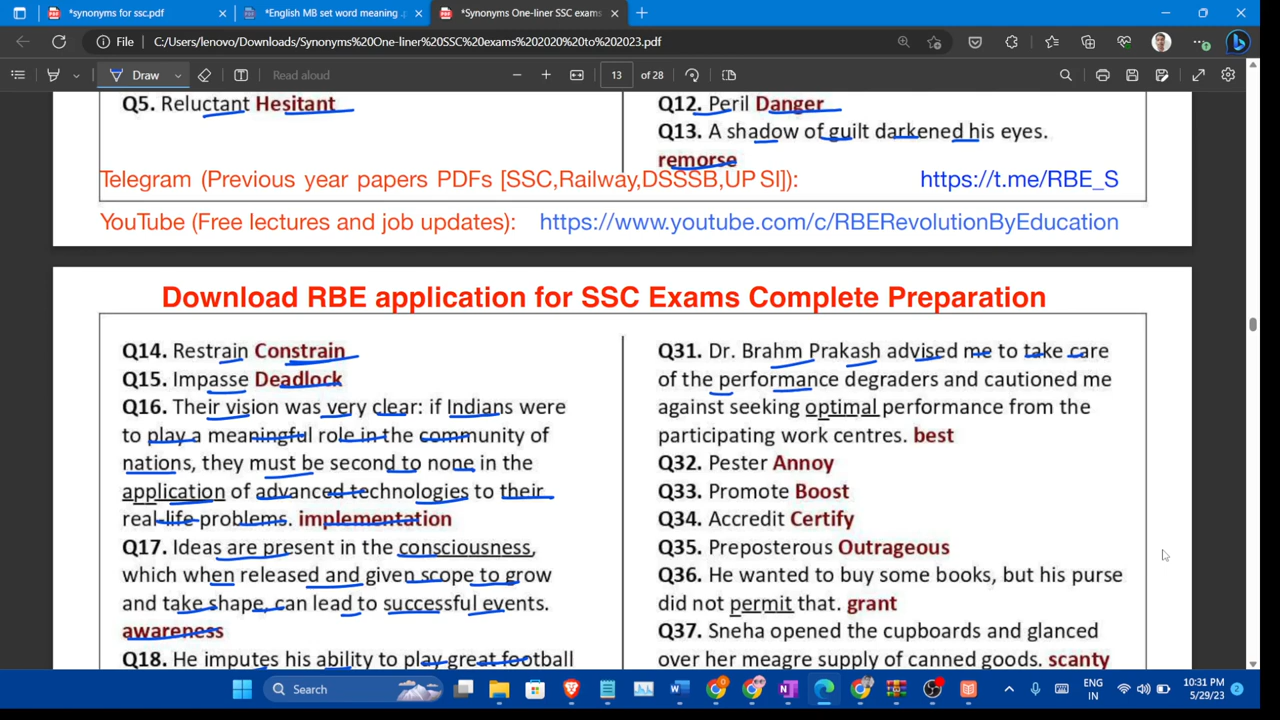 *synonyms for ssc.pdf
*English MB set word meaning .p
*Synonyms One-liner SSC exams
File
C:/Users/lenovo/Downloads/Synonyms%20One-liner%20SSC%20exams%202020%20to%202023.pdf
Draw
Read aloud
13 of 28
Q5. Reluctant Hesitant
Q12. Peril Danger
Q13. A shadow of guilt darkened his eyes.
remorse
Telegram (Previous year papers PDFs [SSC,Railway,DSSSB,UP SI]): https://t.me/RBE_S
YouTube (Free lectures and job updates): https://www.youtube.com/c/RBERevolutionByEducation
Download RBE application for SSC Exams Complete Preparation
Q14. Restrain Constrain
Q15. Impasse Deadlock
Q16. Their vision was very clear: if Indians were
to play a meaningful role in the community of
nations, they must be second to none in the
application of advanced technologies to their
real-life problems. implementation
Q17. Ideas are present in the consciousness,
which when released and given scope to grow
and take shape, can lead to successful events.
awareness
Q18. He imputes his ability to play great football
Q31. Dr. Brahm Prakash advised me to take care
of the performance degraders and cautioned me
against seeking optimal performance from the
participating work centres. best
Q32. Pester Annoy
Q33. Promote Boost
Q34. Accredit Certify
Q35. Preposterous Outrageous
Q36. He wanted to buy some books, but his purse
did not permit that. grant
Q37. Sneha opened the cupboards and glanced
over her meagre supply of canned goods. scanty
Search
ENG
IN
10:31 PM
5/29/23